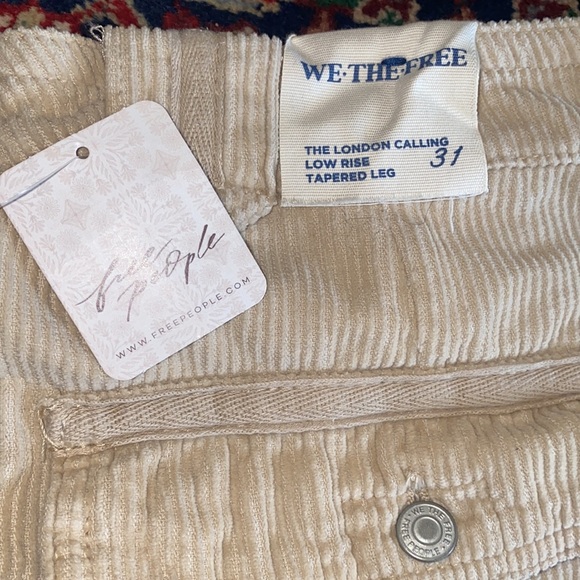 WE·THE·FREE
THE LONDON CALLING
LOW RISE 31
TAPERED LEG
free
people
WWW.FREEPEOPLE.COM
WE THE FREE
FREE PEOPLE